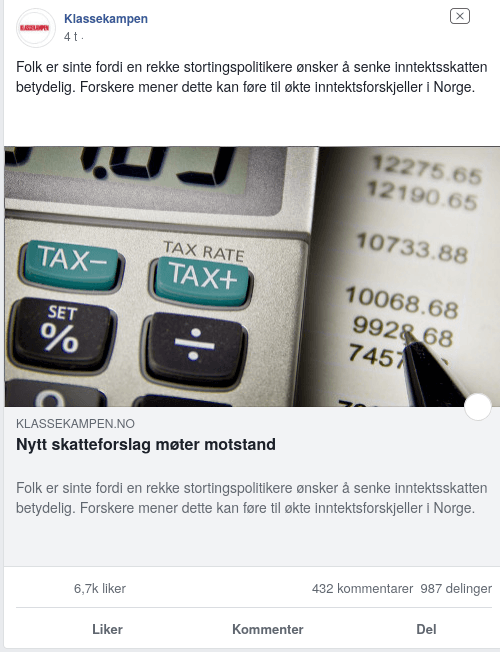 KLASSEKAMPEN
Klassekampen
4 t ·
Folk er sinte fordi en rekke stortingspolitikere ønsker å senke inntektsskatten
betydelig. Forskere mener dette kan føre til økte inntektsforskjeller i Norge.
12275.65
12190.65
10733.88
10068.68
9928.68
TAX RATE
TAX−
TAX+
SET
%
÷
KLASSEKAMPEN.NO
Nytt skatteforslag møter motstand
Folk er sinte fordi en rekke stortingspolitikere ønsker å senke inntektsskatten
betydelig. Forskere mener dette kan føre til økte inntektsforskjeller i Norge.
6,7k liker
432 kommentarer 987 delinger
Liker Kommenter Del